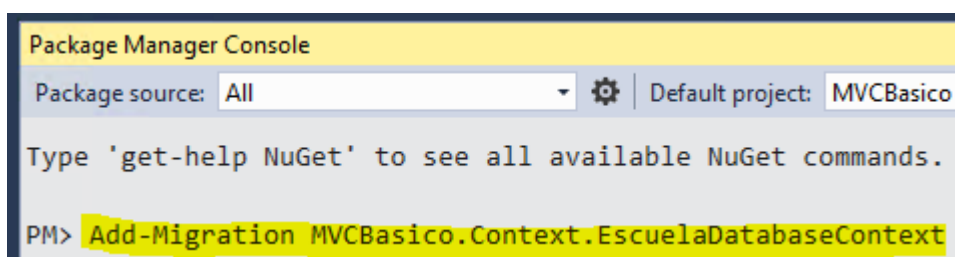 Package Manager Console
Package source: All Default project: MVCBasico
Type 'get-help NuGet' to see all available NuGet commands.
PM> Add-Migration MVCBasico.Context.EscuelaDatabaseContext